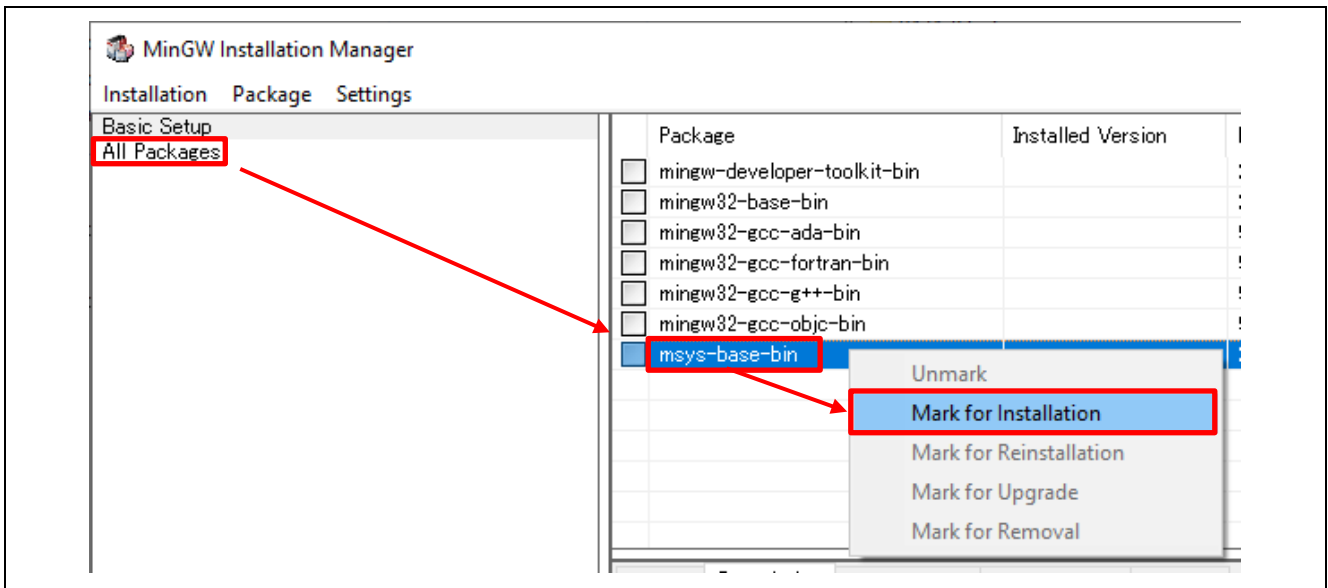 MinGW Installation Manager
Installation Package Settings
Basic Setup
All Packages
Package Installed Version
mingw-developer-toolkit-bin
mingw32-base-bin
mingw32-gcc-ada-bin
mingw32-gcc-fortran-bin
mingw32-gcc-g++-bin
mingw32-gcc-objc-bin
msys-base-bin
Unmark
Mark for Installation
Mark for Reinstallation
Mark for Upgrade
Mark for Removal